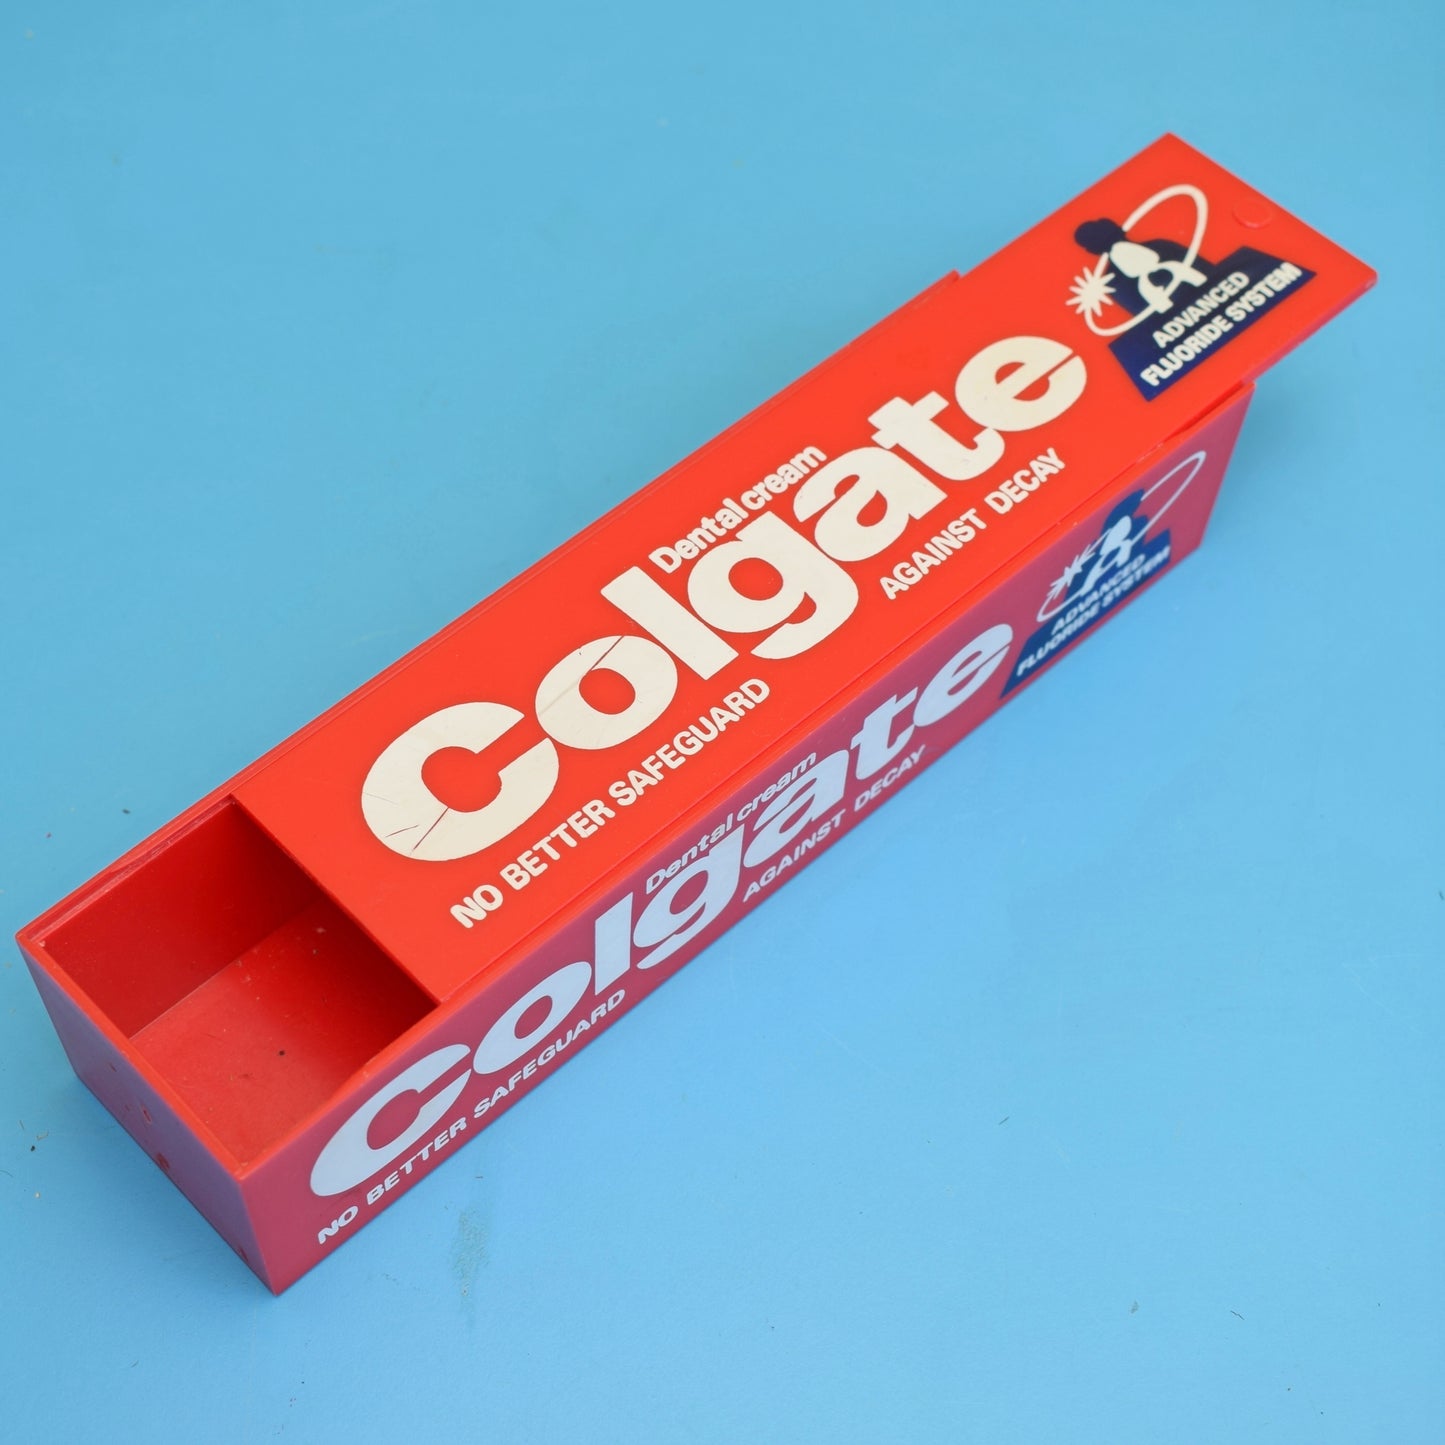 Dental cream
Colgate
NO BETTER SAFEGUARD AGAINST DECAY
ADVANCED
FLUORIDE SYSTEM
Dental cream
Colgate
NO BETTER SAFEGUARD AGAINST DECAY
ADVANCED
FLUORIDE SYSTEM